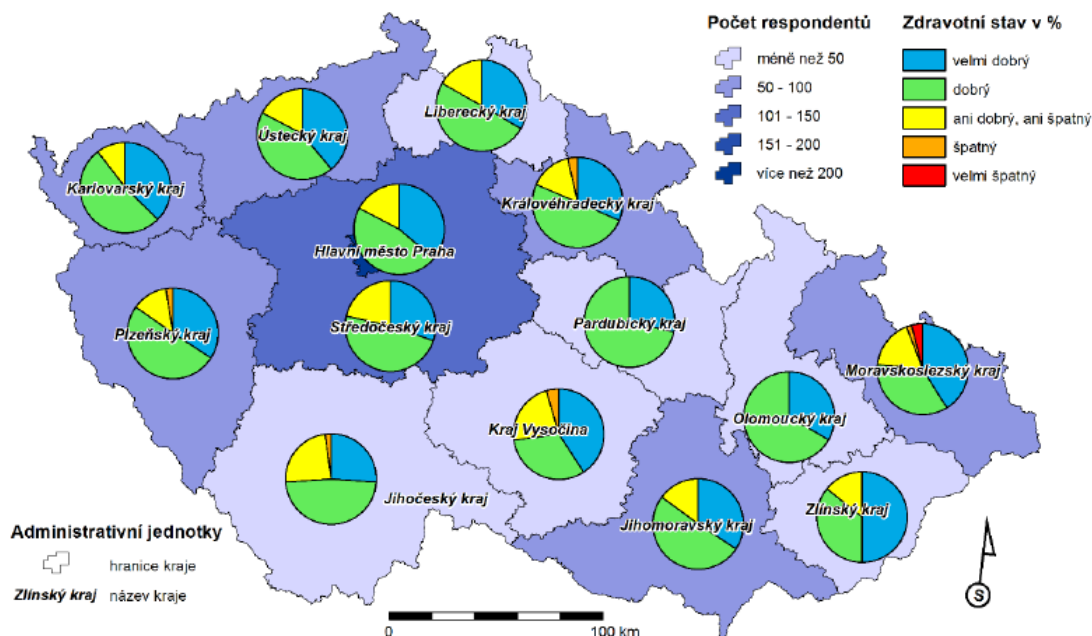 Počet respondentů
méně než 50
50 - 100
101 - 150
151 - 200
více než 200
Zdravotní stav v %
velmi dobrý
dobrý
ani dobrý, ani špatný
špatný
velmi špatný
Liberecký kraj
Ústecký kraj
Karlovarský kraj
Královéhradecký kraj
Hlavní město Praha
Středočeský kraj
Plzeňský kraj
Pardubický kraj
Moravskoslezský kraj
Olomoucký kraj
Kraj Vysočina
Jihočeský kraj
Jihomoravský kraj
Zlínský kraj
Administrativní jednotky
hranice kraje
Zlínský kraj název kraje
0 100 km
S